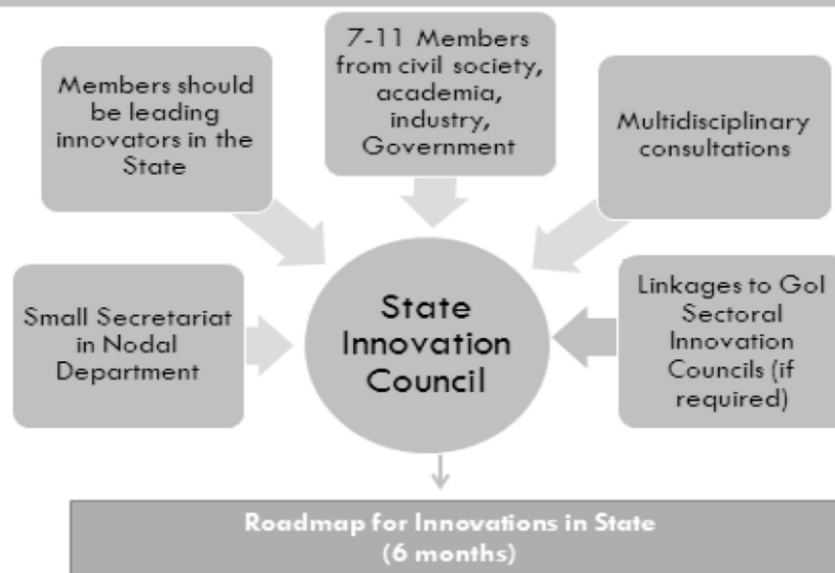 Members should
be leading
innovators in the
State
7-11 Members
from civil society,
academia,
industry,
Government
Multidisciplinary
consultations
Small Secretariat
in Nodal
Department
State
Innovation
Council
Linkages to GoI
Sectoral
Innovation
Councils (if
required)
Roadmap for Innovations in State
(6 months)